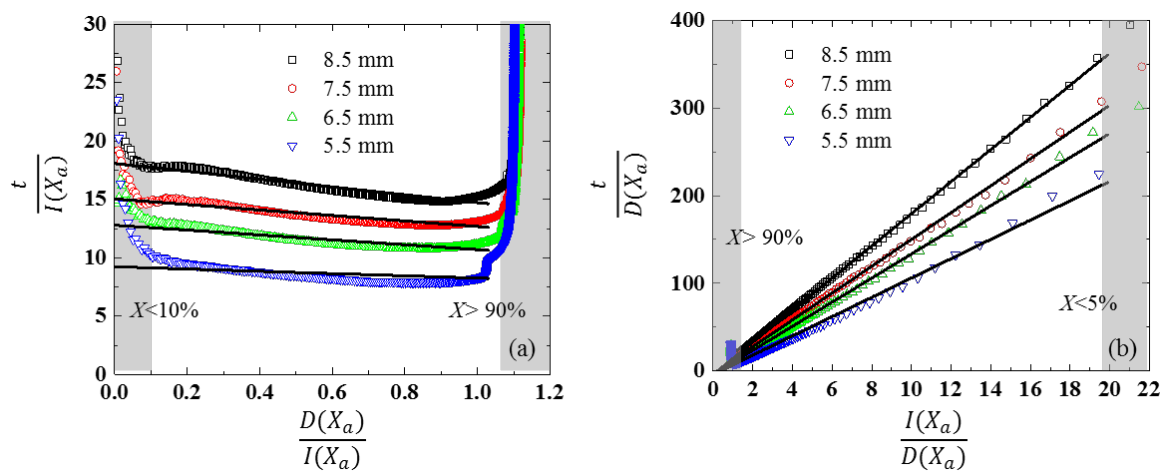 30
25
20
15
10
5
0
t
I(Xa)
8.5 mm
7.5 mm
6.5 mm
5.5 mm
X<10%
X> 90%
(a)
0.0 0.2 0.4 0.6 0.8 1.0 1.2
D(Xa)
I(Xa)
400
300
200
100
0
t
D(Xa)
8.5 mm
7.5 mm
6.5 mm
5.5 mm
X> 90%
X<5%
(b)
2 4 6 8 10 12 14 16 18 20 22
I(Xa)
D(Xa)